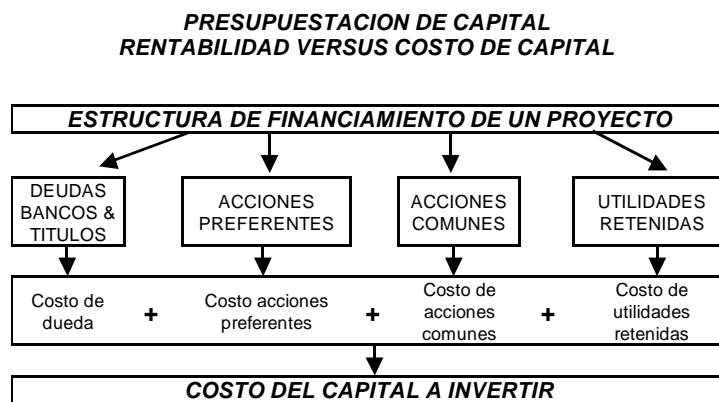 PRESUPUESTACION DE CAPITAL
RENTABILIDAD VERSUS COSTO DE CAPITAL
ESTRUCTURA DE FINANCIAMIENTO DE UN PROYECTO
DEUDAS
BANCOS &
TITULOS
ACCIONES
PREFERENTES
ACCIONES
COMUNES
UTILIDADES
RETENIDAS
Costo de
dueda
+
Costo acciones
preferentes
+
Costo de
acciones
comunes
+
Costo de
utilidades
retenidas
COSTO DEL CAPITAL A INVERTIR